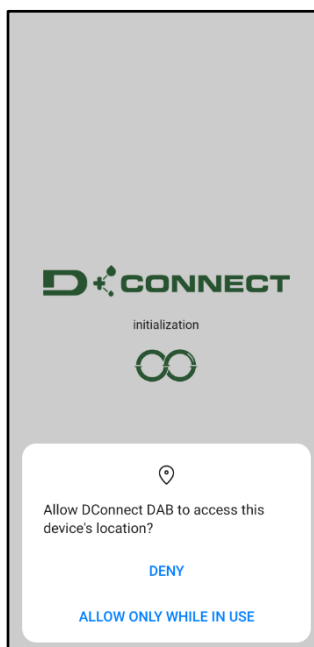 D CONNECT
initialization
Allow DConnect DAB to access this
device's location?
DENY
ALLOW ONLY WHILE IN USE